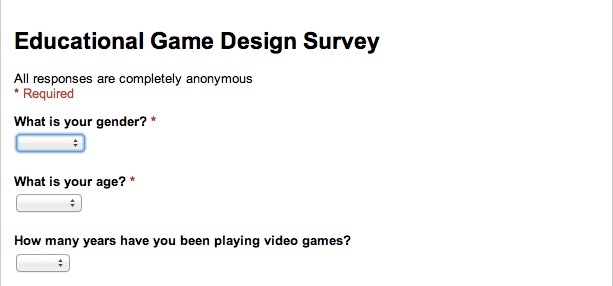 Educational Game Design Survey
All responses are completely anonymous
* Required
What is your gender? *
What is your age? *
How many years have you been playing video games?